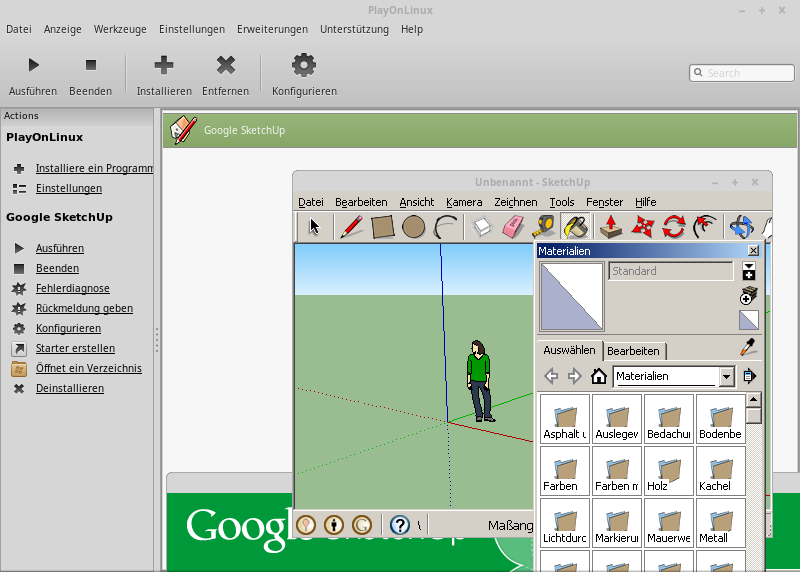 PlayOnLinux
Datei Anzeige Werkzeuge Einstellungen Erweiterungen Unterstützung Help
Ausführen Beenden Installieren Entfernen Konfigurieren
Search
Actions
PlayOnLinux
Installiere ein Programm
Einstellungen
Google SketchUp
Ausführen
Beenden
Fehlerdiagnose
Rückmeldung geben
Konfigurieren
Starter erstellen
Öffnet ein Verzeichnis
Deinstallieren
Google SketchUp
Unbenannt - SketchUp
Datei Bearbeiten Ansicht Kamera Zeichnen Tools Fenster Hilfe
Materialien
Standard
Auswählen Bearbeiten
Materialien
Asphalt u Auslegev Bedachur Bodenbe
Farben Farben m Holz Kachel
Lichtdurc Markierur Mauerwe Metall
Maßang
Google